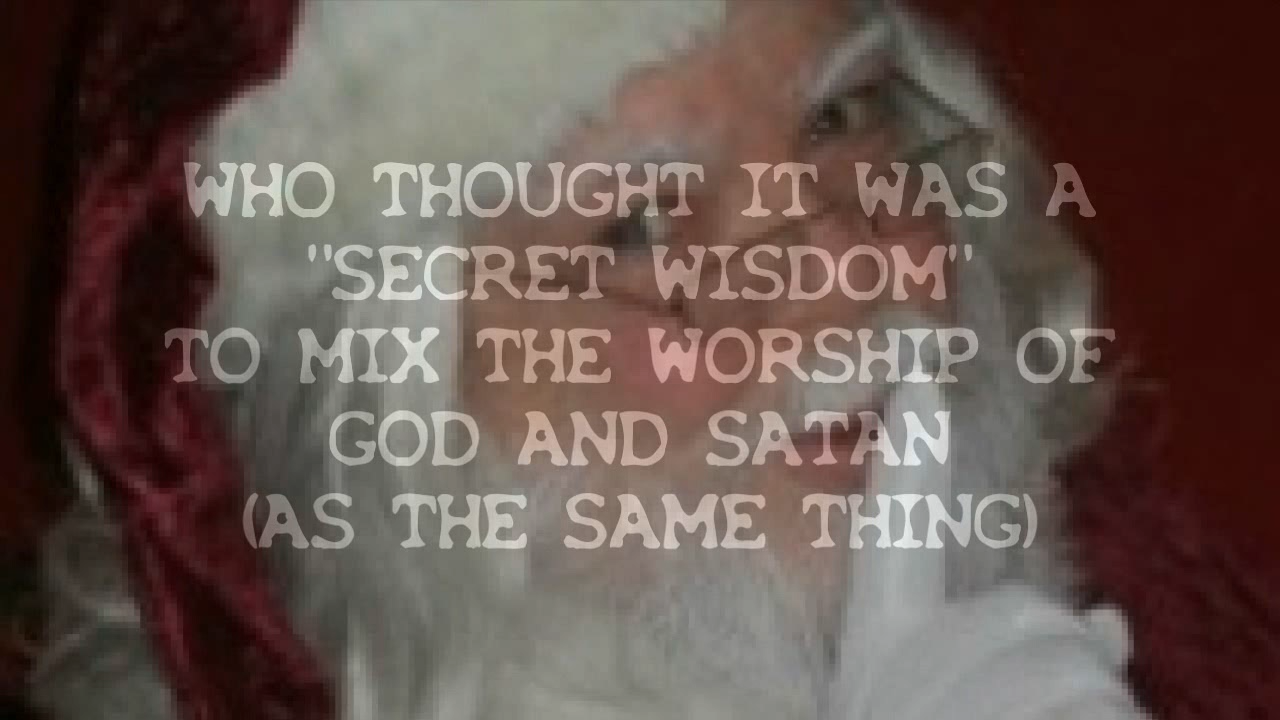 WHO THOUGHT IT WAS A
"SECRET WISDOM"
TO MIX THE WORSHIP OF
GOD AND SATAN
(AS THE SAME THING)